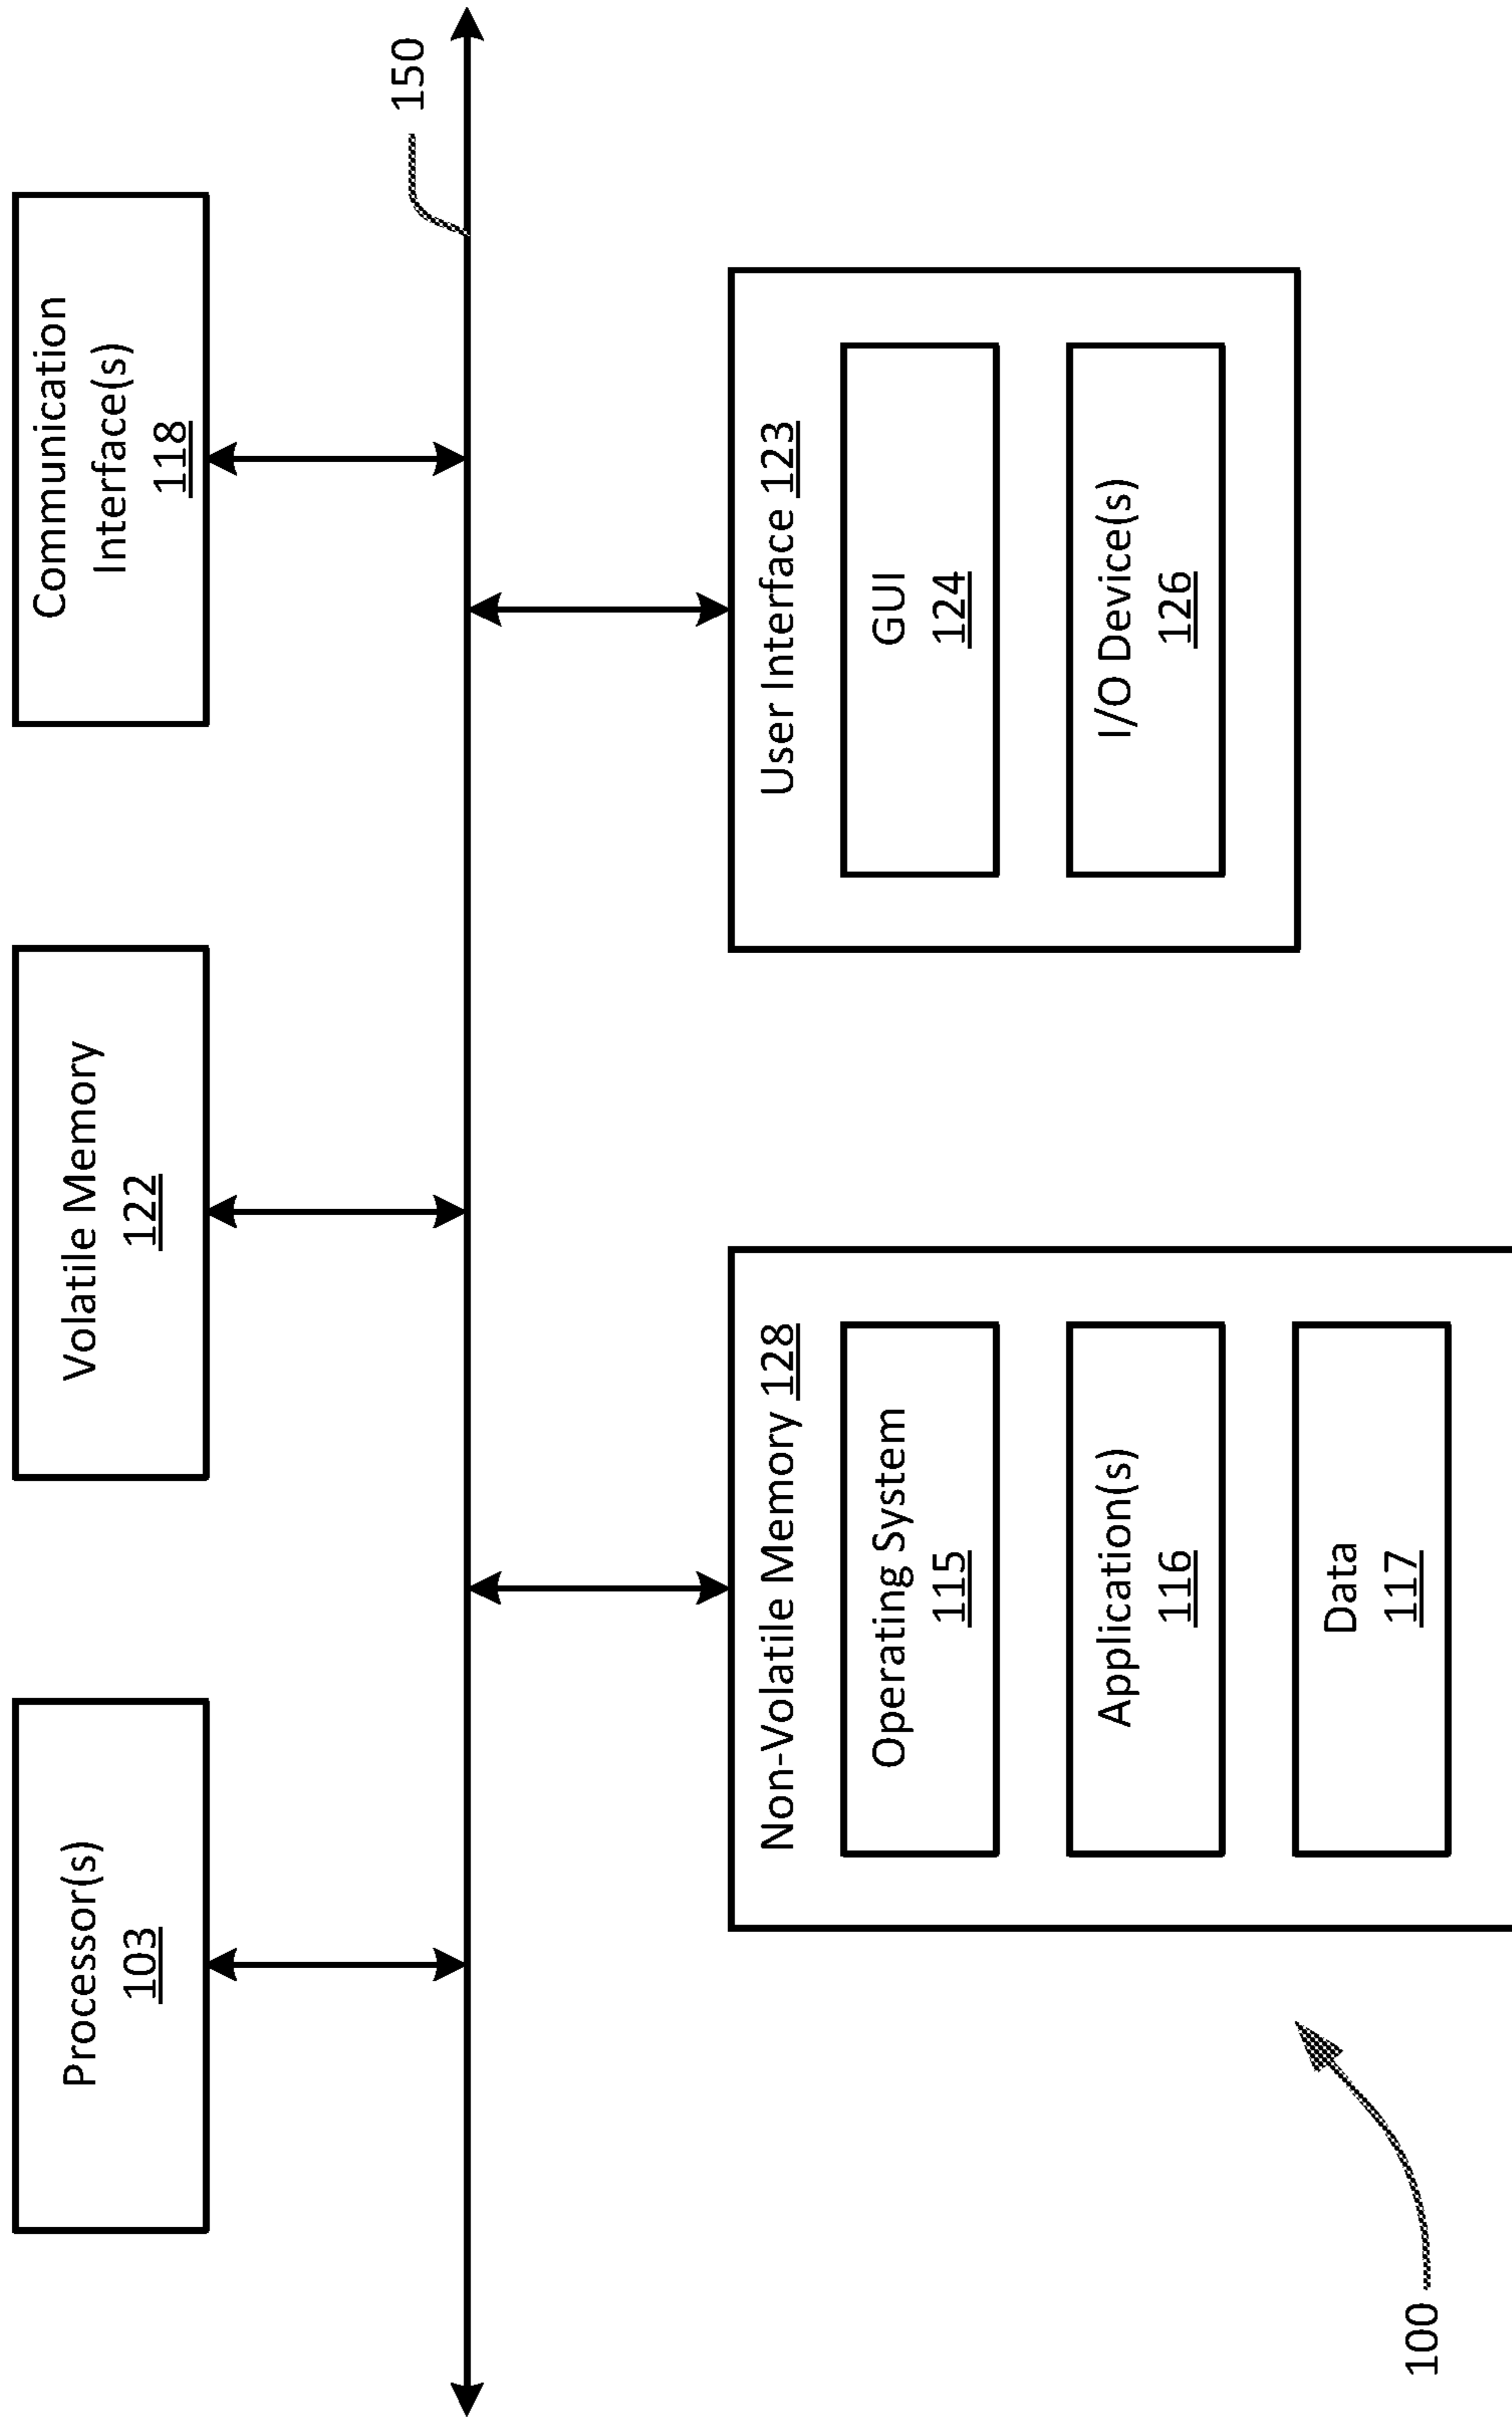 Processor(s)
103
Volatile Memory
122
Communication
Interface(s)
118
150
Non-Volatile Memory 128
Operating System
115
Application(s)
116
Data
117
User Interface 123
GUI
124
I/O Device(s)
126
100